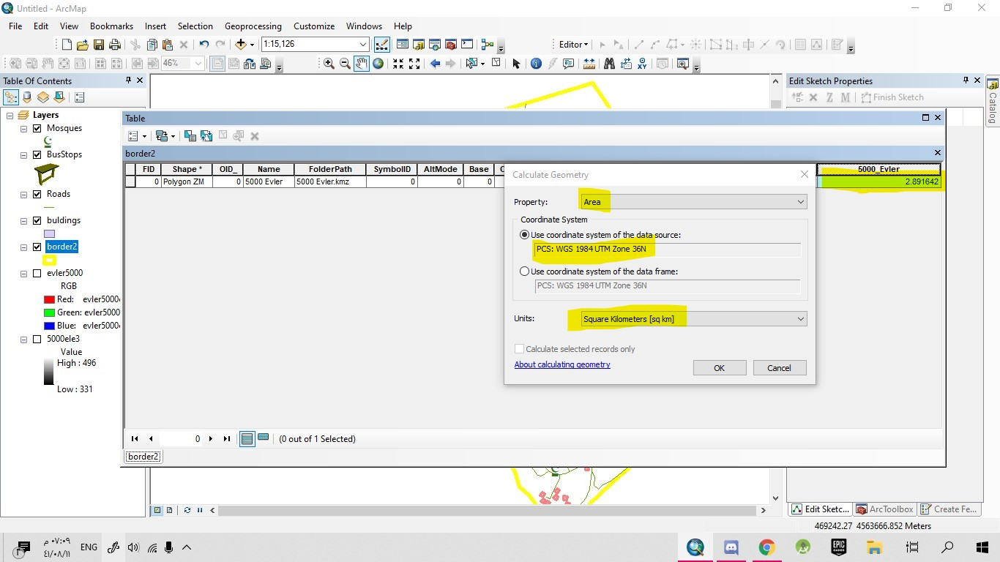 Untitled - ArcMap
File Edit View Bookmarks Insert Selection Geoprocessing Customize Windows Help
1:15,126
Editor
46%
Table Of Contents
Edit Sketch Properties
Finish Sketch
Catalog
Layers
Mosques
BusStops
Roads
buldings
border2
evler5000
RGB
Red: evler5000
Green: evler5000
Blue: evler5000
5000ele3
Value
High : 496
Low : 331
Table
border2
FID Shape * OID_ Name FolderPath SymbolID AltMode Base 5000_Evler
0 Polygon ZM 0 5000 Evler 5000 Evler.kmz 0 0 0 2.891642
Calculate Geometry
Property: Area
Coordinate System
Use coordinate system of the data source:
PCS: WGS 1984 UTM Zone 36N
Use coordinate system of the data frame:
PCS: WGS 1984 UTM Zone 36N
Units: Square Kilometers [sq km]
Calculate selected records only
About calculating geometry
OK Cancel
0 (0 out of 1 Selected)
border2
Edit Sketc... ArcToolbox Create Fe...
469242.27 4563666.852 Meters
ENG
٠٧:٠٩ م
٤١/٠٨/١١
EPIC GAMES